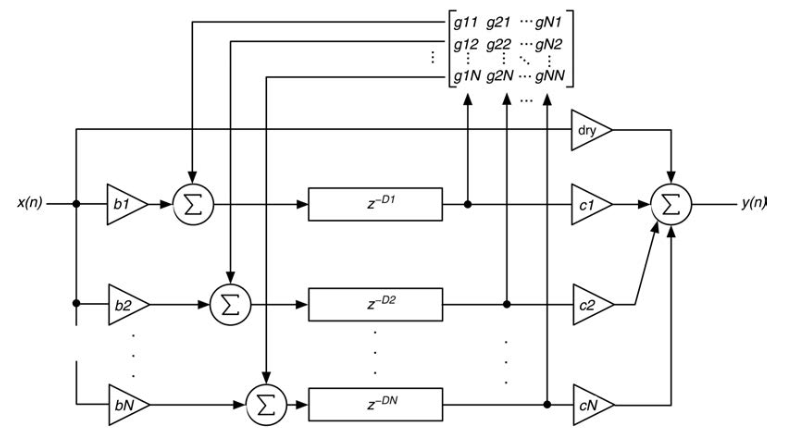 g11 g21 ⋯ gN1
g12 g22 ⋯ gN2
⋮ ⋮ ⋱ ⋮
g1N g2N ⋯ gNN
...
dry
x(n) b1 Σ z^{-D1} c1 Σ y(n)
b2 Σ z^{-D2} c2
bN Σ z^{-DN} cN